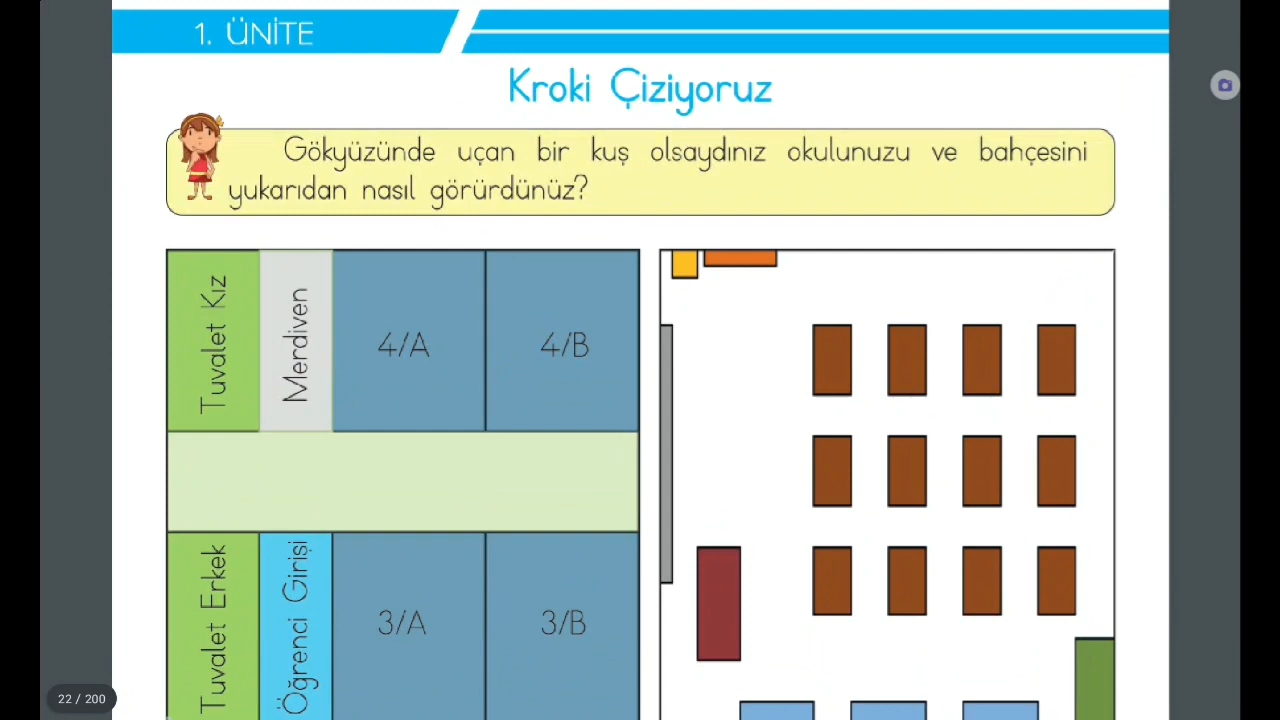 1. ÜNİTE
Kroki Çiziyoruz
Gökyüzünde uçan bir kuş olsaydınız okulunuzu ve bahçesini
yukarıdan nasıl görürdünüz?
Tuvalet Kız
Merdiven
4/A
4/B
Tuvalet Erkek
Öğrenci Girişi
3/A
3/B
22 / 200